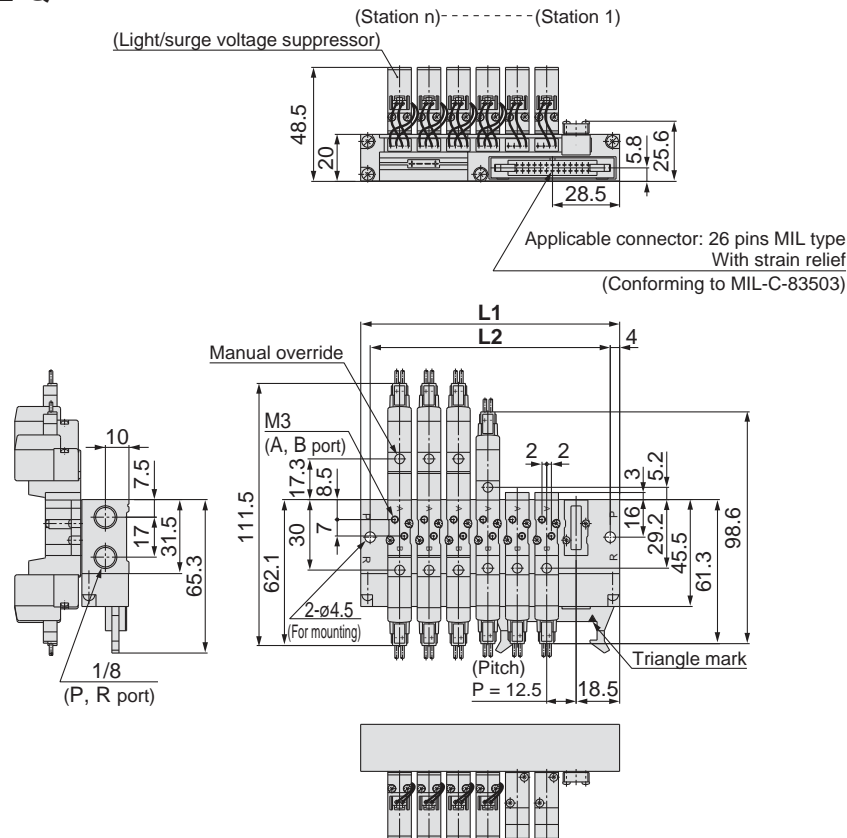 (Station n)
(Station 1)
(Light/surge voltage suppressor)
48.5
20
5.8
25.6
28.5
Applicable connector: 26 pins MIL type
With strain relief
(Conforming to MIL-C-83503)
L1
L2
4
Manual override
M3
(A, B port)
10
7.5
17
31.5
65.3
1/8
(P, R port)
111.5
62.1
17.3
8.5
30
7
2-ø4.5
(For mounting)
2
2
3
5.2
16
29.2
45.5
61.3
98.6
P
R
A
A
A
A
A
A
B
B
B
B
B
B
P
R
(Pitch)
P = 12.5
18.5
Triangle mark